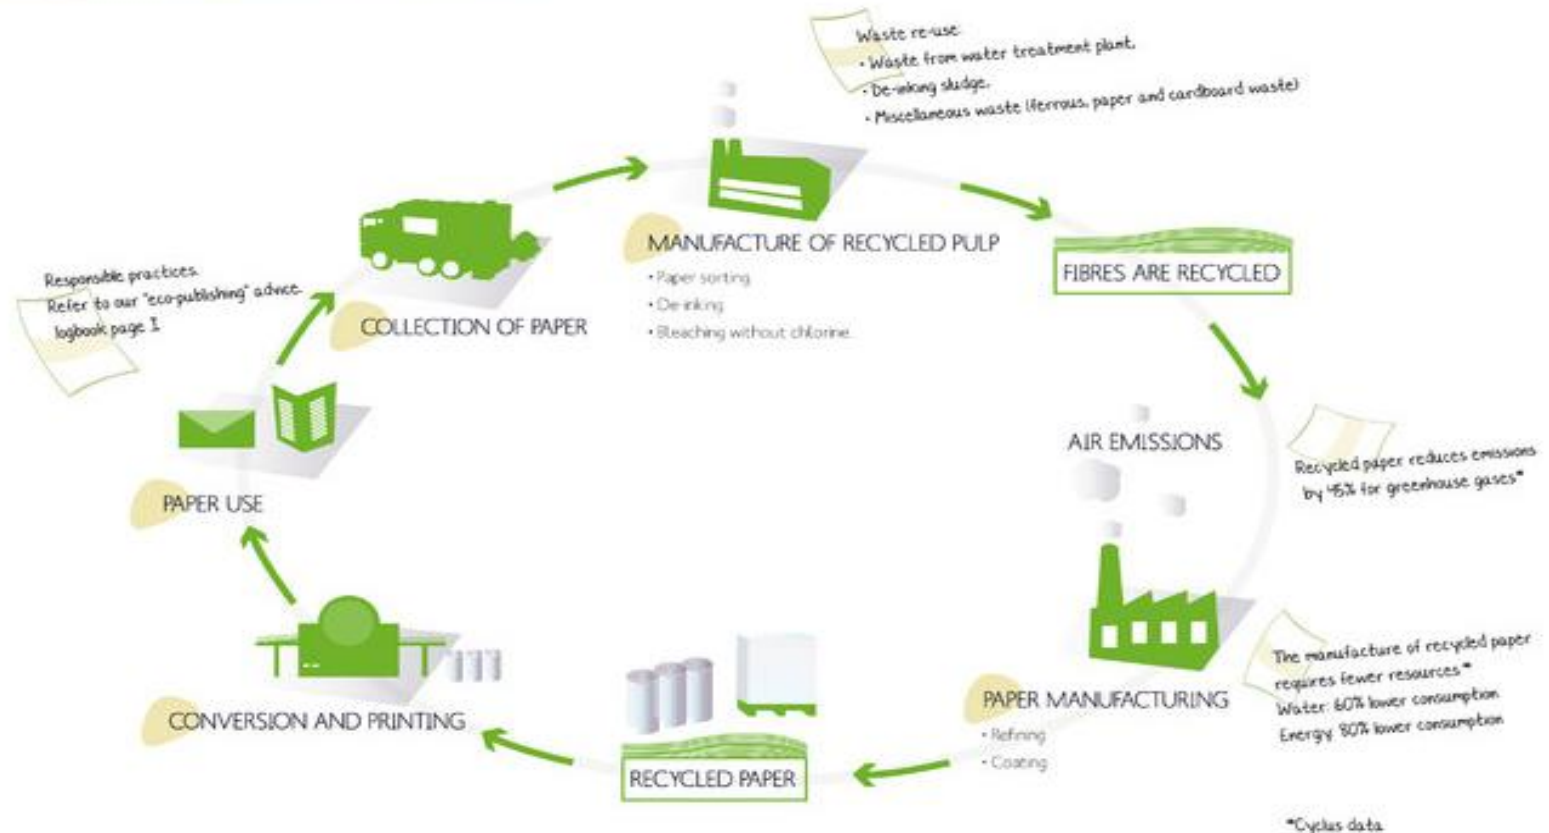 Waste re-use:
• Waste from water treatment plant,
• De-inking sludge,
• Miscellaneous waste (ferrous, paper and cardboard waste)
MANUFACTURE OF RECYCLED PULP
• Paper sorting
• De-inking
• Bleaching without chlorine.
FIBRES ARE RECYCLED
Responsible practices.
Refer to our "eco-publishing" advice.
logbook page I
COLLECTION OF PAPER
AIR EMISSIONS
Recycled paper reduces emissions
by 45% for greenhouse gases*
PAPER USE
The manufacture of recycled paper
requires fewer resources*
Water: 60% lower consumption
Energy: 80% lower consumption
PAPER MANUFACTURING
• Refining
• Coating
CONVERSION AND PRINTING
RECYCLED PAPER
*Cyclus data